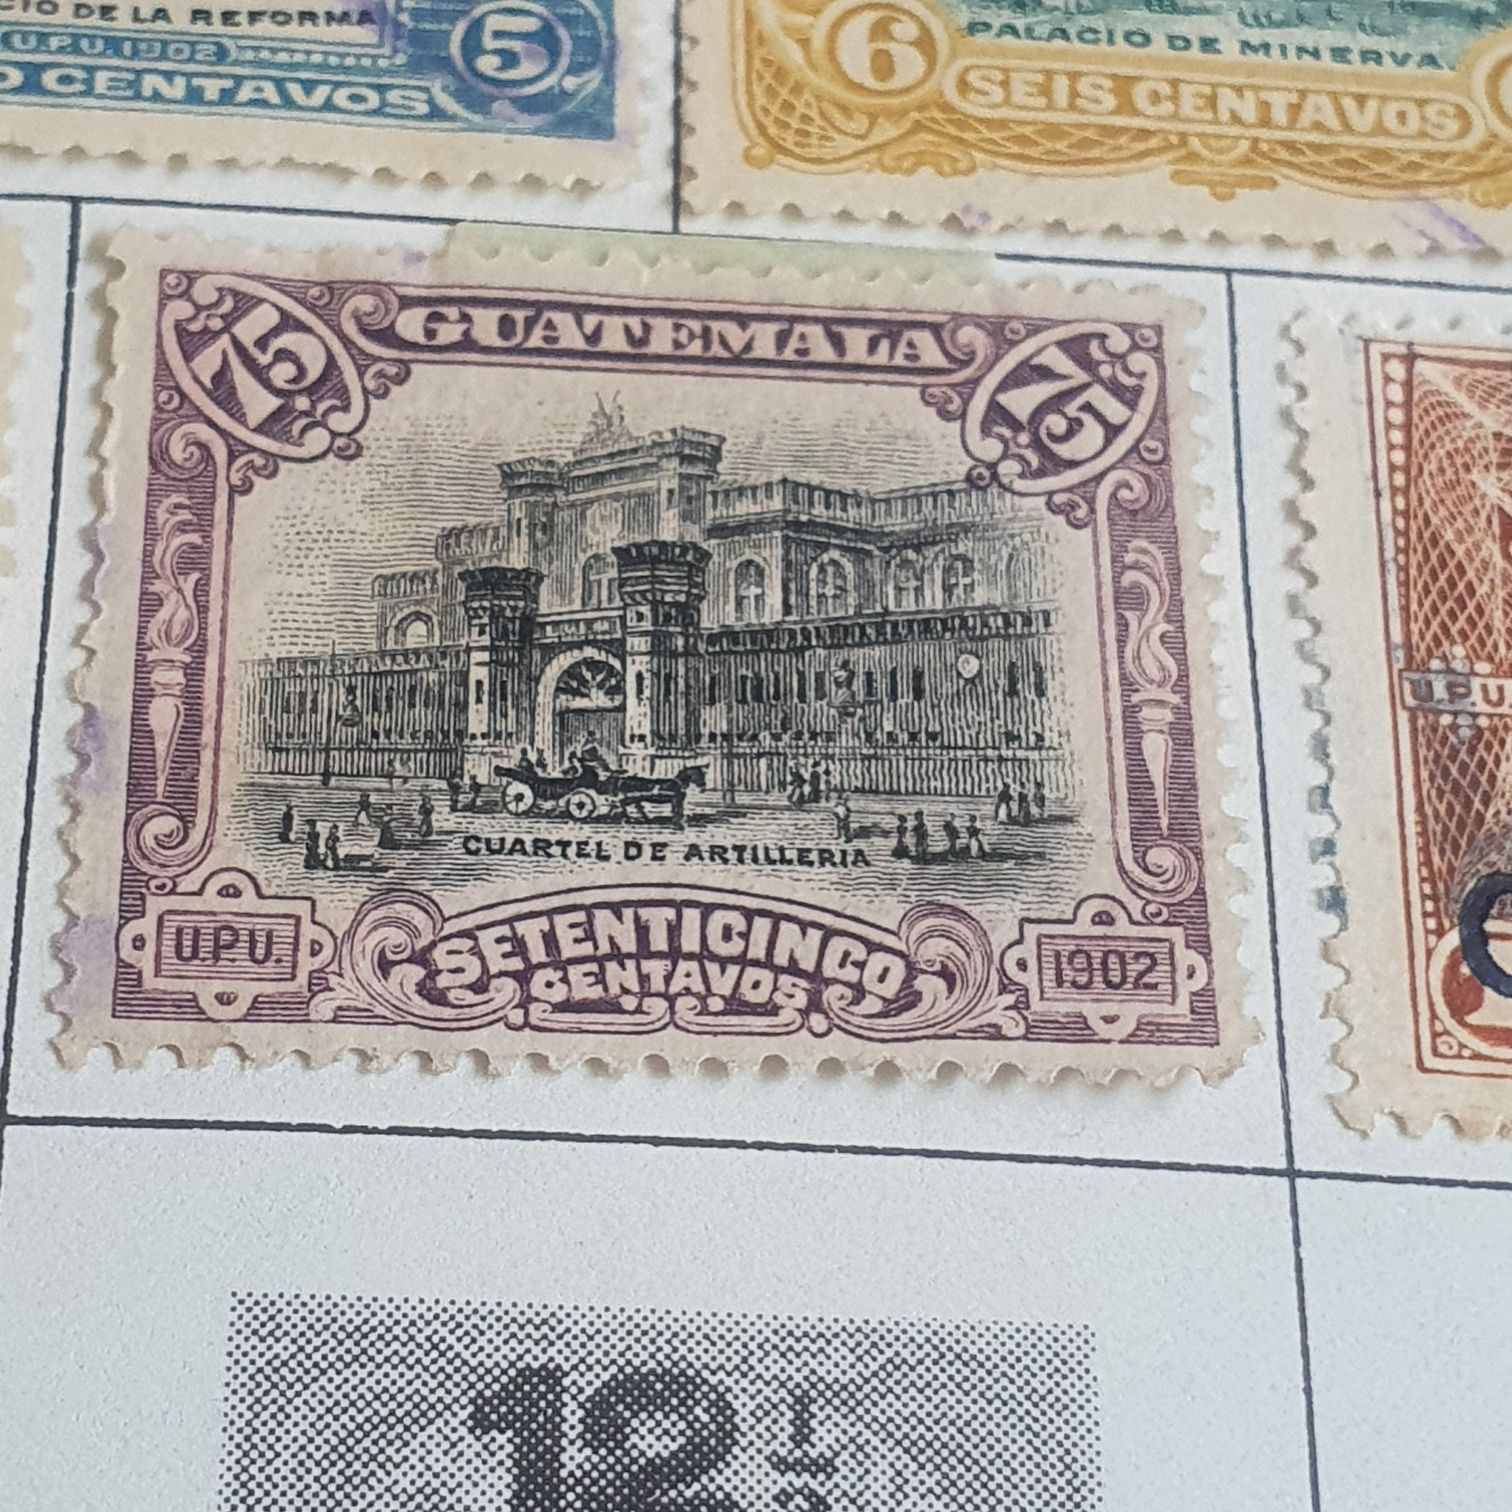 CIO DE LA REFORMA
U.P.U. 1902
O CENTAVOS
5
PALACIO DE MINERVA
6
SEIS CENTAVOS
75
GUATEMALA
75
CUARTEL DE ARTILLERIA
U.P.U.
SETENTICINCO
CENTAVOS
1902
U.P.U
12